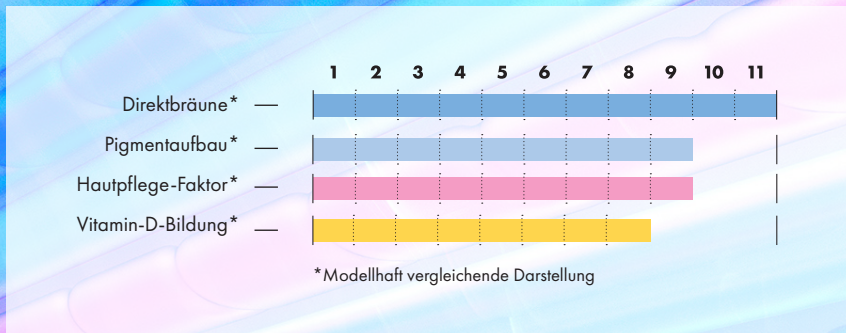 1 2 3 4 5 6 7 8 9 10 11
Direktbräune*
Pigmentaufbau*
Hautpflege-Faktor*
Vitamin-D-Bildung*
*Modellhaft vergleichende Darstellung